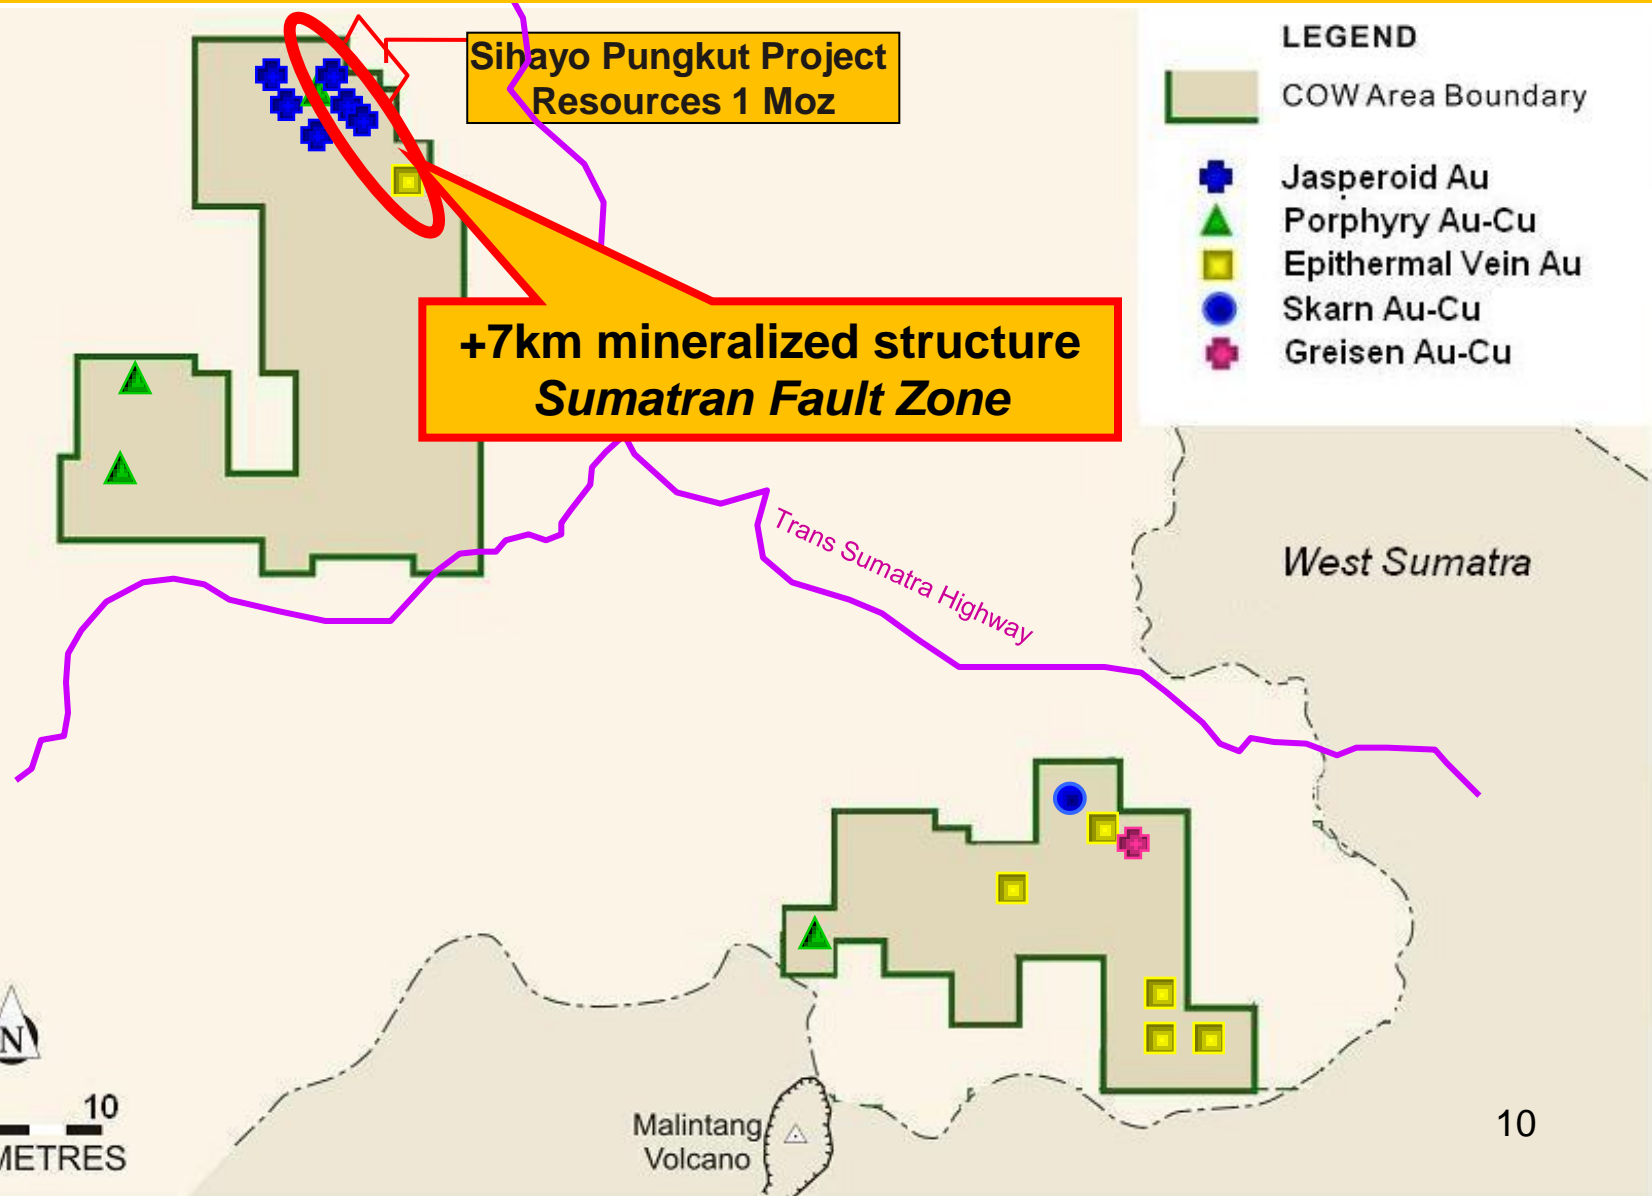 Sihayo Pungkut Project
Resources 1 Moz
LEGEND
COW Area Boundary
Jasperoid Au
Porphyry Au-Cu
Epithermal Vein Au
Skarn Au-Cu
Greisen Au-Cu
+7km mineralized structure
Sumatran Fault Zone
Trans Sumatra Highway
West Sumatra
N
10
METRES
Malintang
Volcano
10